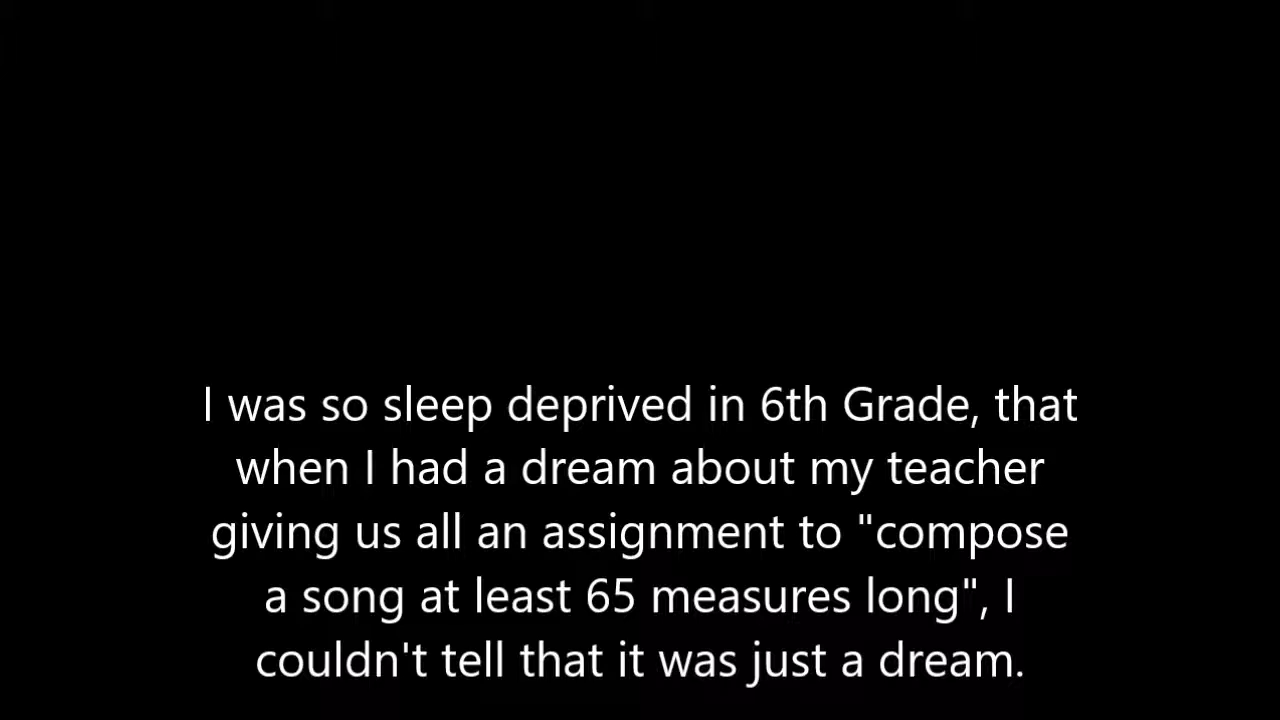 I was so sleep deprived in 6th Grade, that
when I had a dream about my teacher
giving us all an assignment to "compose
a song at least 65 measures long", I
couldn't tell that it was just a dream.